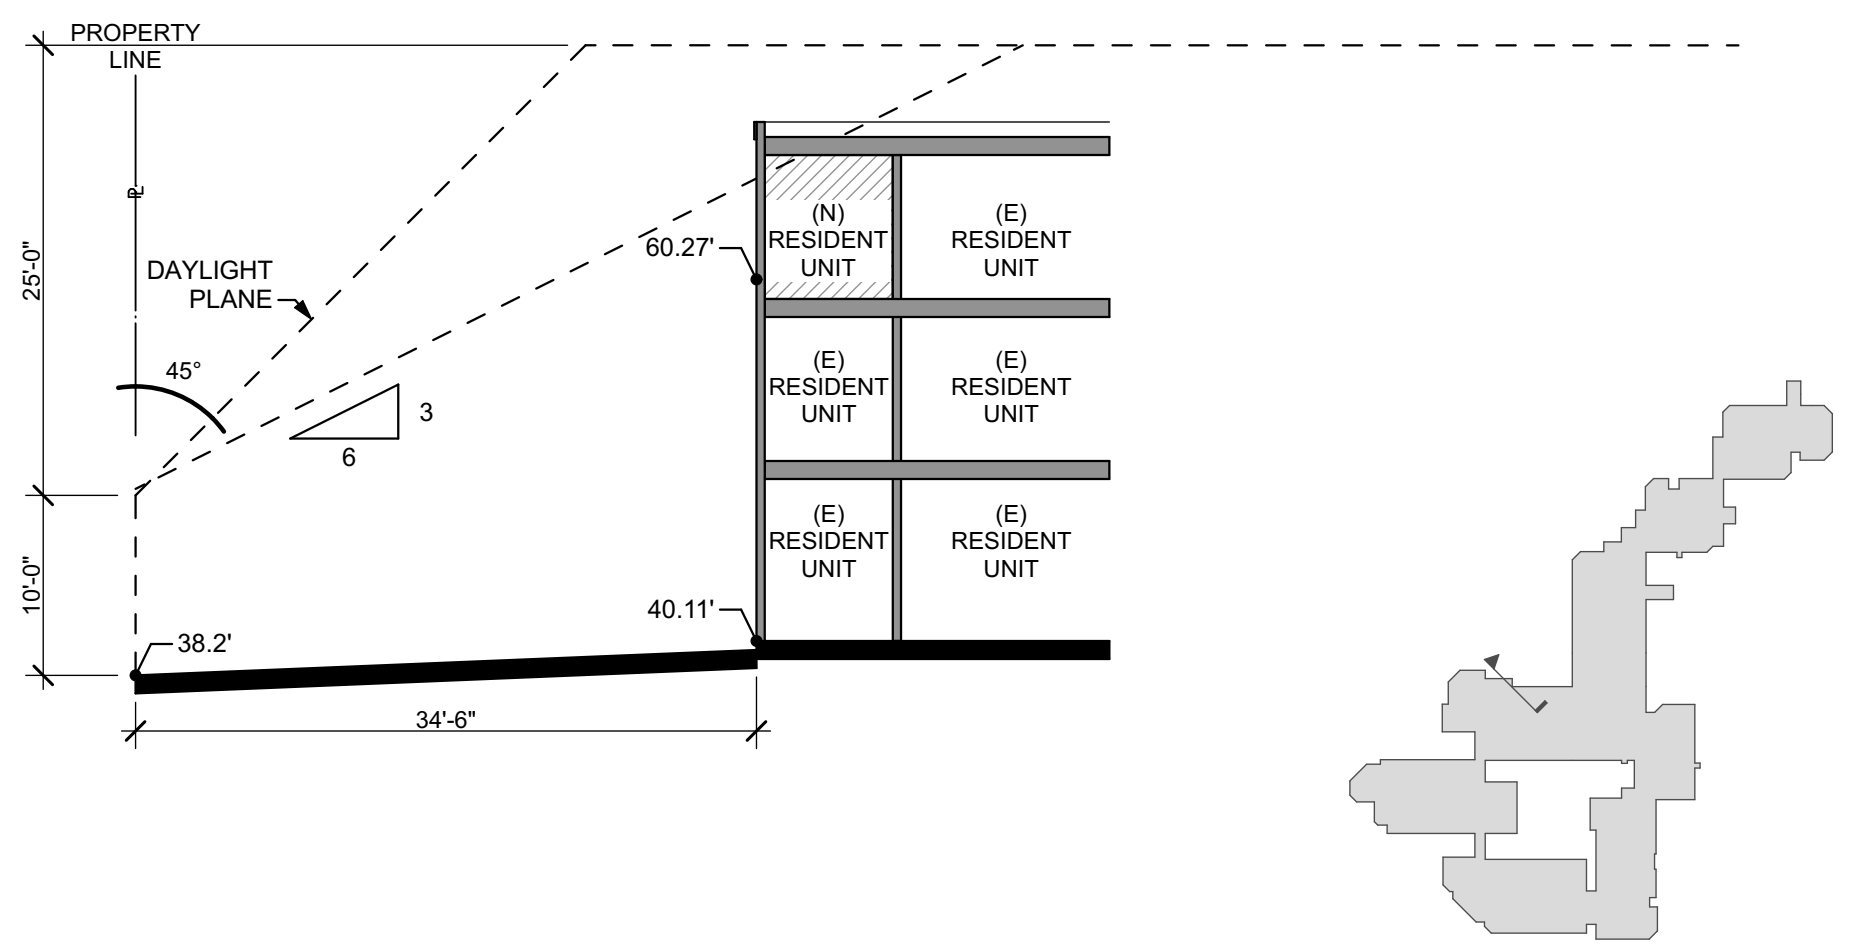 PROPERTY
LINE
PL
25'-0"
DAYLIGHT
PLANE
45°
3
6
10'-0"
38.2'
34'-6"
60.27'
40.11'
(N)
RESIDENT
UNIT
(E)
RESIDENT
UNIT
(E)
RESIDENT
UNIT
(E)
RESIDENT
UNIT
(E)
RESIDENT
UNIT
(E)
RESIDENT
UNIT